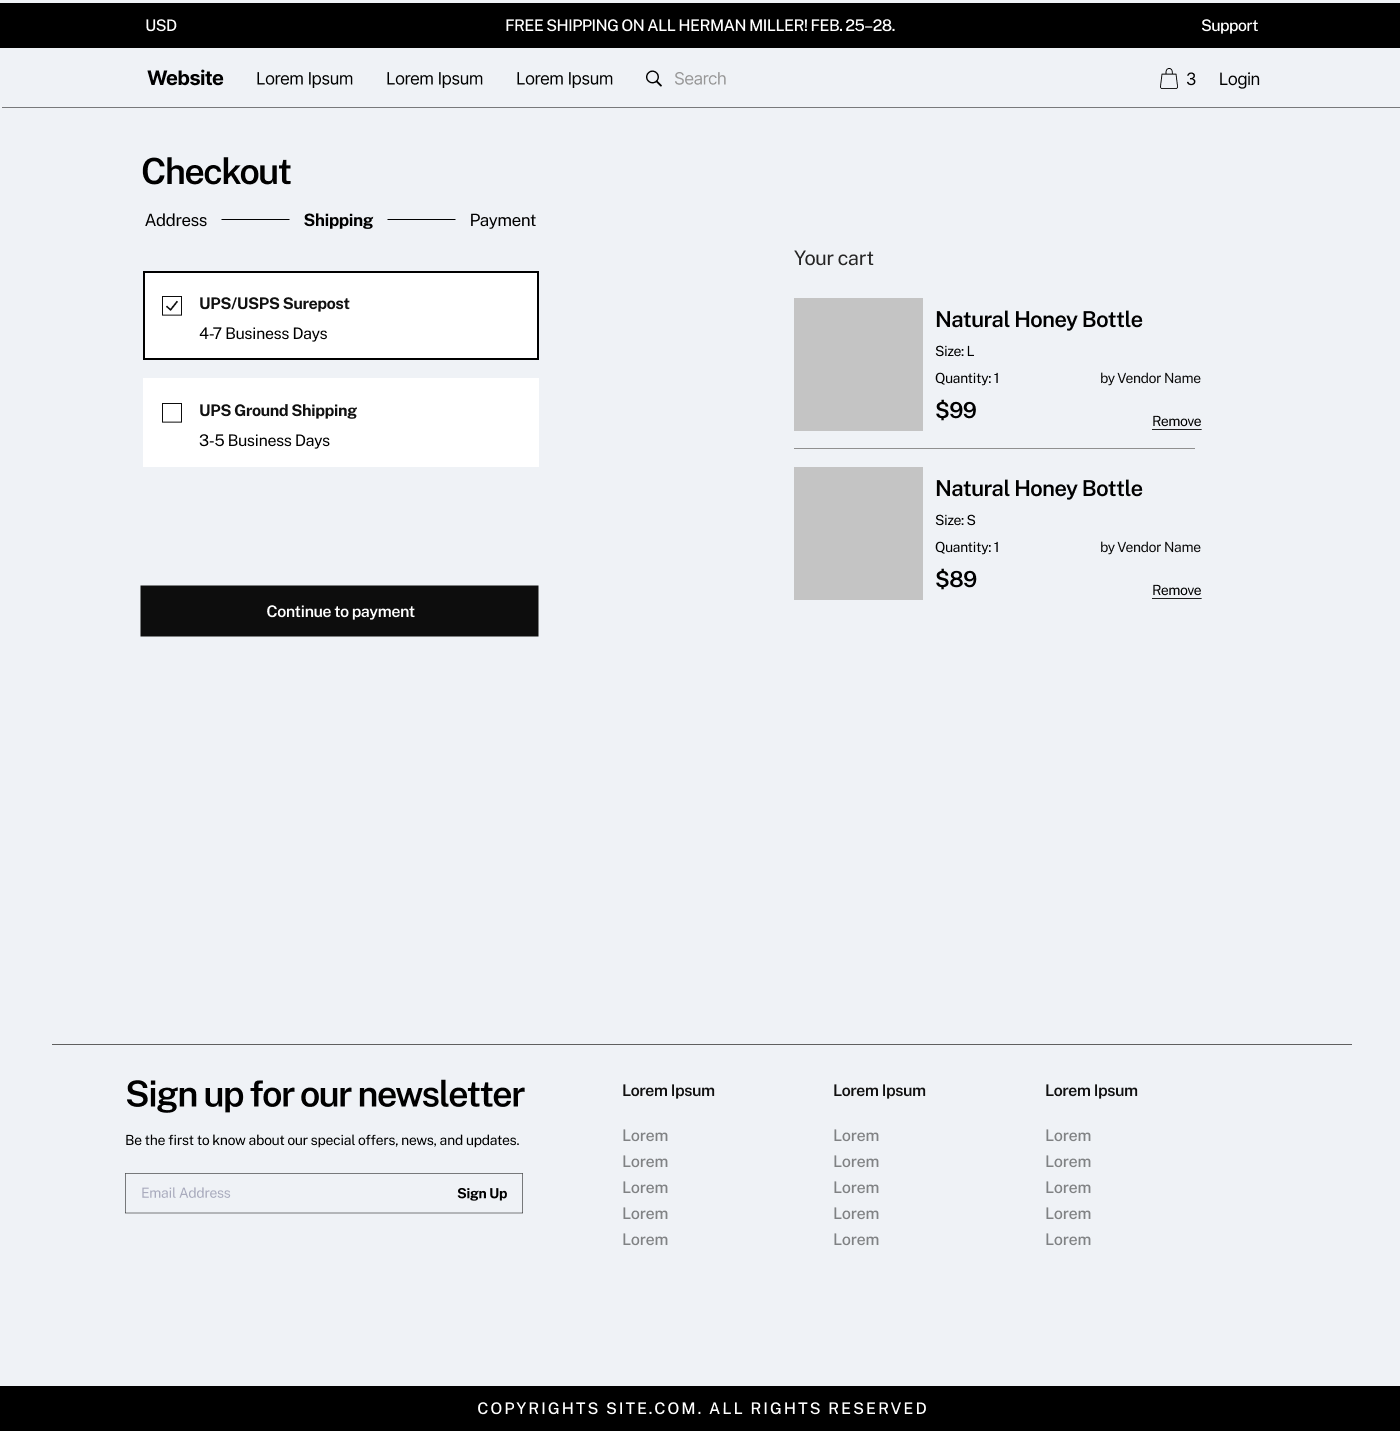 USD
FREE SHIPPING ON ALL HERMAN MILLER! FEB. 25–28.
Support
Website
Lorem Ipsum
Lorem Ipsum
Lorem Ipsum
Search
3
Login
Checkout
Address
Shipping
Payment
UPS/USPS Surepost
4-7 Business Days
UPS Ground Shipping
3-5 Business Days
Continue to payment
Your cart
Natural Honey Bottle
Size: L
Quantity: 1
by Vendor Name
$99
Remove
Natural Honey Bottle
Size: S
Quantity: 1
by Vendor Name
$89
Remove
Sign up for our newsletter
Be the first to know about our special offers, news, and updates.
Email Address
Sign Up
Lorem Ipsum
Lorem
Lorem
Lorem
Lorem
Lorem
Lorem Ipsum
Lorem
Lorem
Lorem
Lorem
Lorem
Lorem Ipsum
Lorem
Lorem
Lorem
Lorem
Lorem
COPYRIGHTS SITE.COM. ALL RIGHTS RESERVED